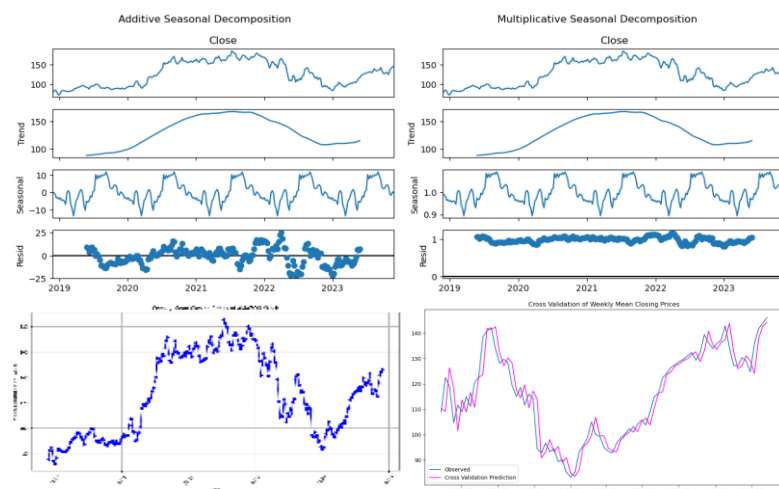 Additive Seasonal Decomposition
Close
150
100
Trend
150
100
Seasonal
10
0
−10
Resid
25
0
−25
2019 2020 2021 2022 2023
Multiplicative Seasonal Decomposition
Close
150
100
Trend
150
100
Seasonal
1.0
0.9
Resid
1
0
2019 2020 2021 2022 2023
Cross Validation of Weekly Mean Closing Prices
140
130
120
110
100
90
80
Observed
Cross Validation Prediction